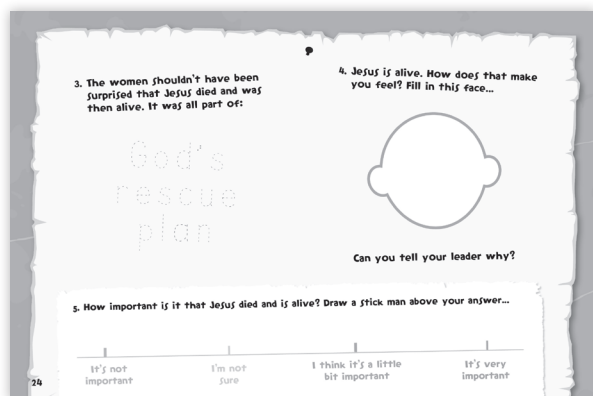 3. The women shouldn't have been
surprised that Jesus died and was
then alive. It was all part of:
God's
rescue
plan
4. Jesus is alive. How does that make
you feel? Fill in this face...
Can you tell your leader why?
5. How important is it that Jesus died and is alive? Draw a stick man above your answer...
It's not
important
I'm not
sure
I think it's a little
bit important
It's very
important
24